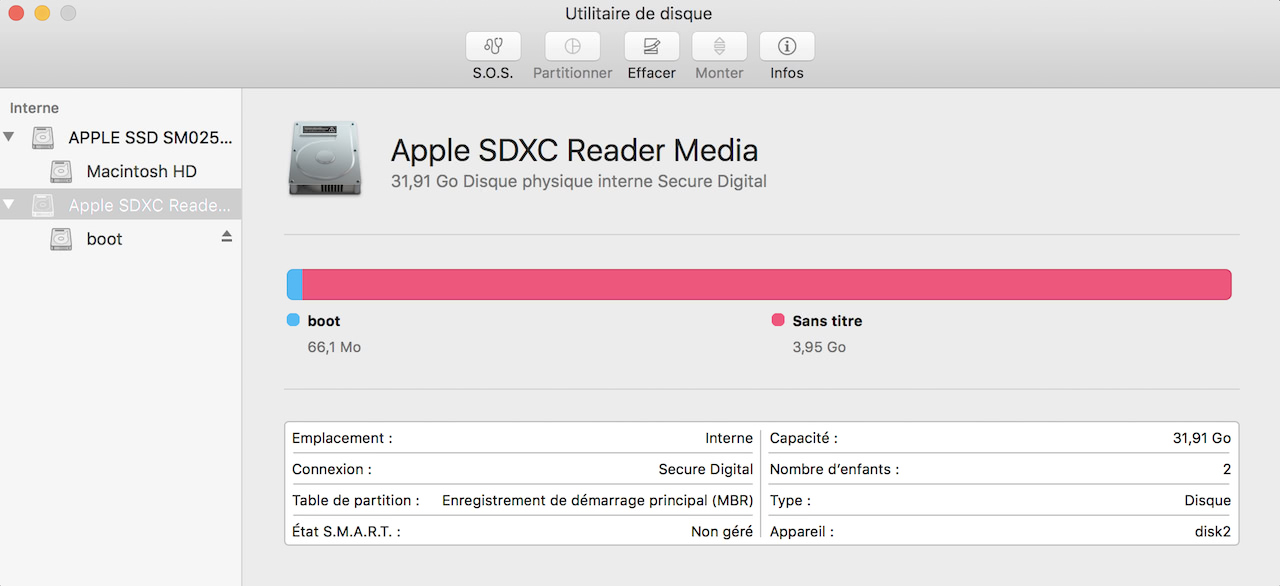 Utilitaire de disque
S.O.S. Partitionner Effacer Monter Infos
Interne
APPLE SSD SM025...
Macintosh HD
Apple SDXC Reade...
boot
Apple SDXC Reader Media
31,91 Go Disque physique interne Secure Digital
boot
66,1 Mo
Sans titre
3,95 Go
Emplacement : Interne
Connexion : Secure Digital
Table de partition : Enregistrement de démarrage principal (MBR)
État S.M.A.R.T. : Non géré
Capacité : 31,91 Go
Nombre d’enfants : 2
Type : Disque
Appareil : disk2